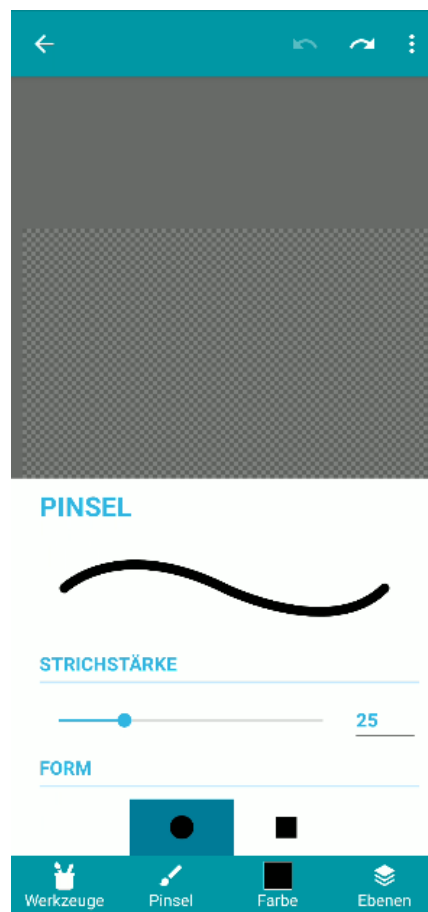 PINSEL
STRICHSTÄRKE
25
FORM
Werkzeuge Pinsel Farbe Ebenen